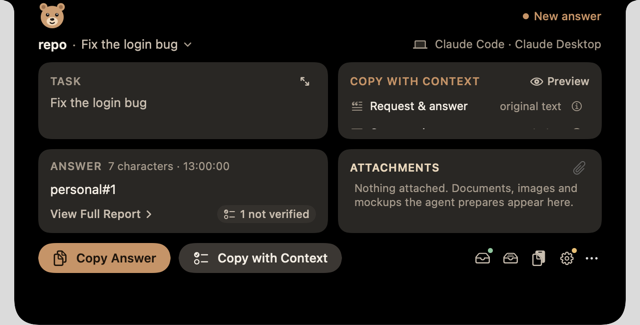 New answer
repo · Fix the login bug
Claude Code · Claude Desktop
TASK
Fix the login bug
COPY WITH CONTEXT
Preview
Request & answer
original text
ANSWER 7 characters · 13:00:00
personal#1
View Full Report
1 not verified
ATTACHMENTS
Nothing attached. Documents, images and
mockups the agent prepares appear here.
Copy Answer
Copy with Context